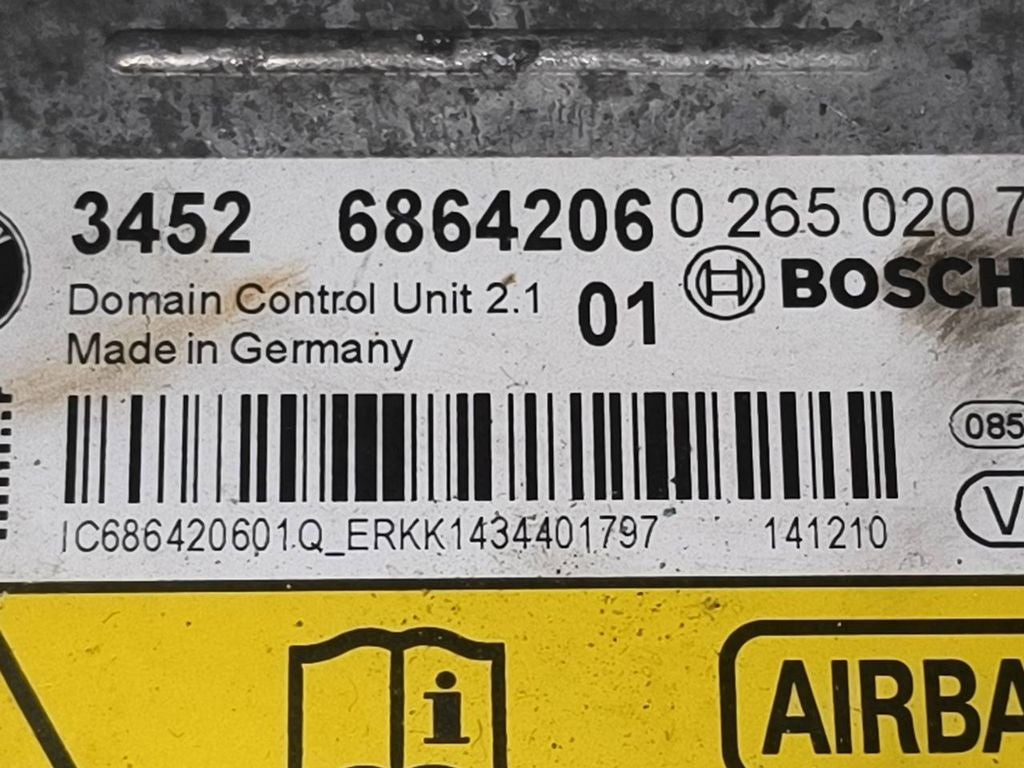 3452 6864206 0 265 020 7
Domain Control Unit 2.1 01 BOSCH
Made in Germany
085
V
IC686420601Q_ERKK1434401797 141210
i
AIRBA